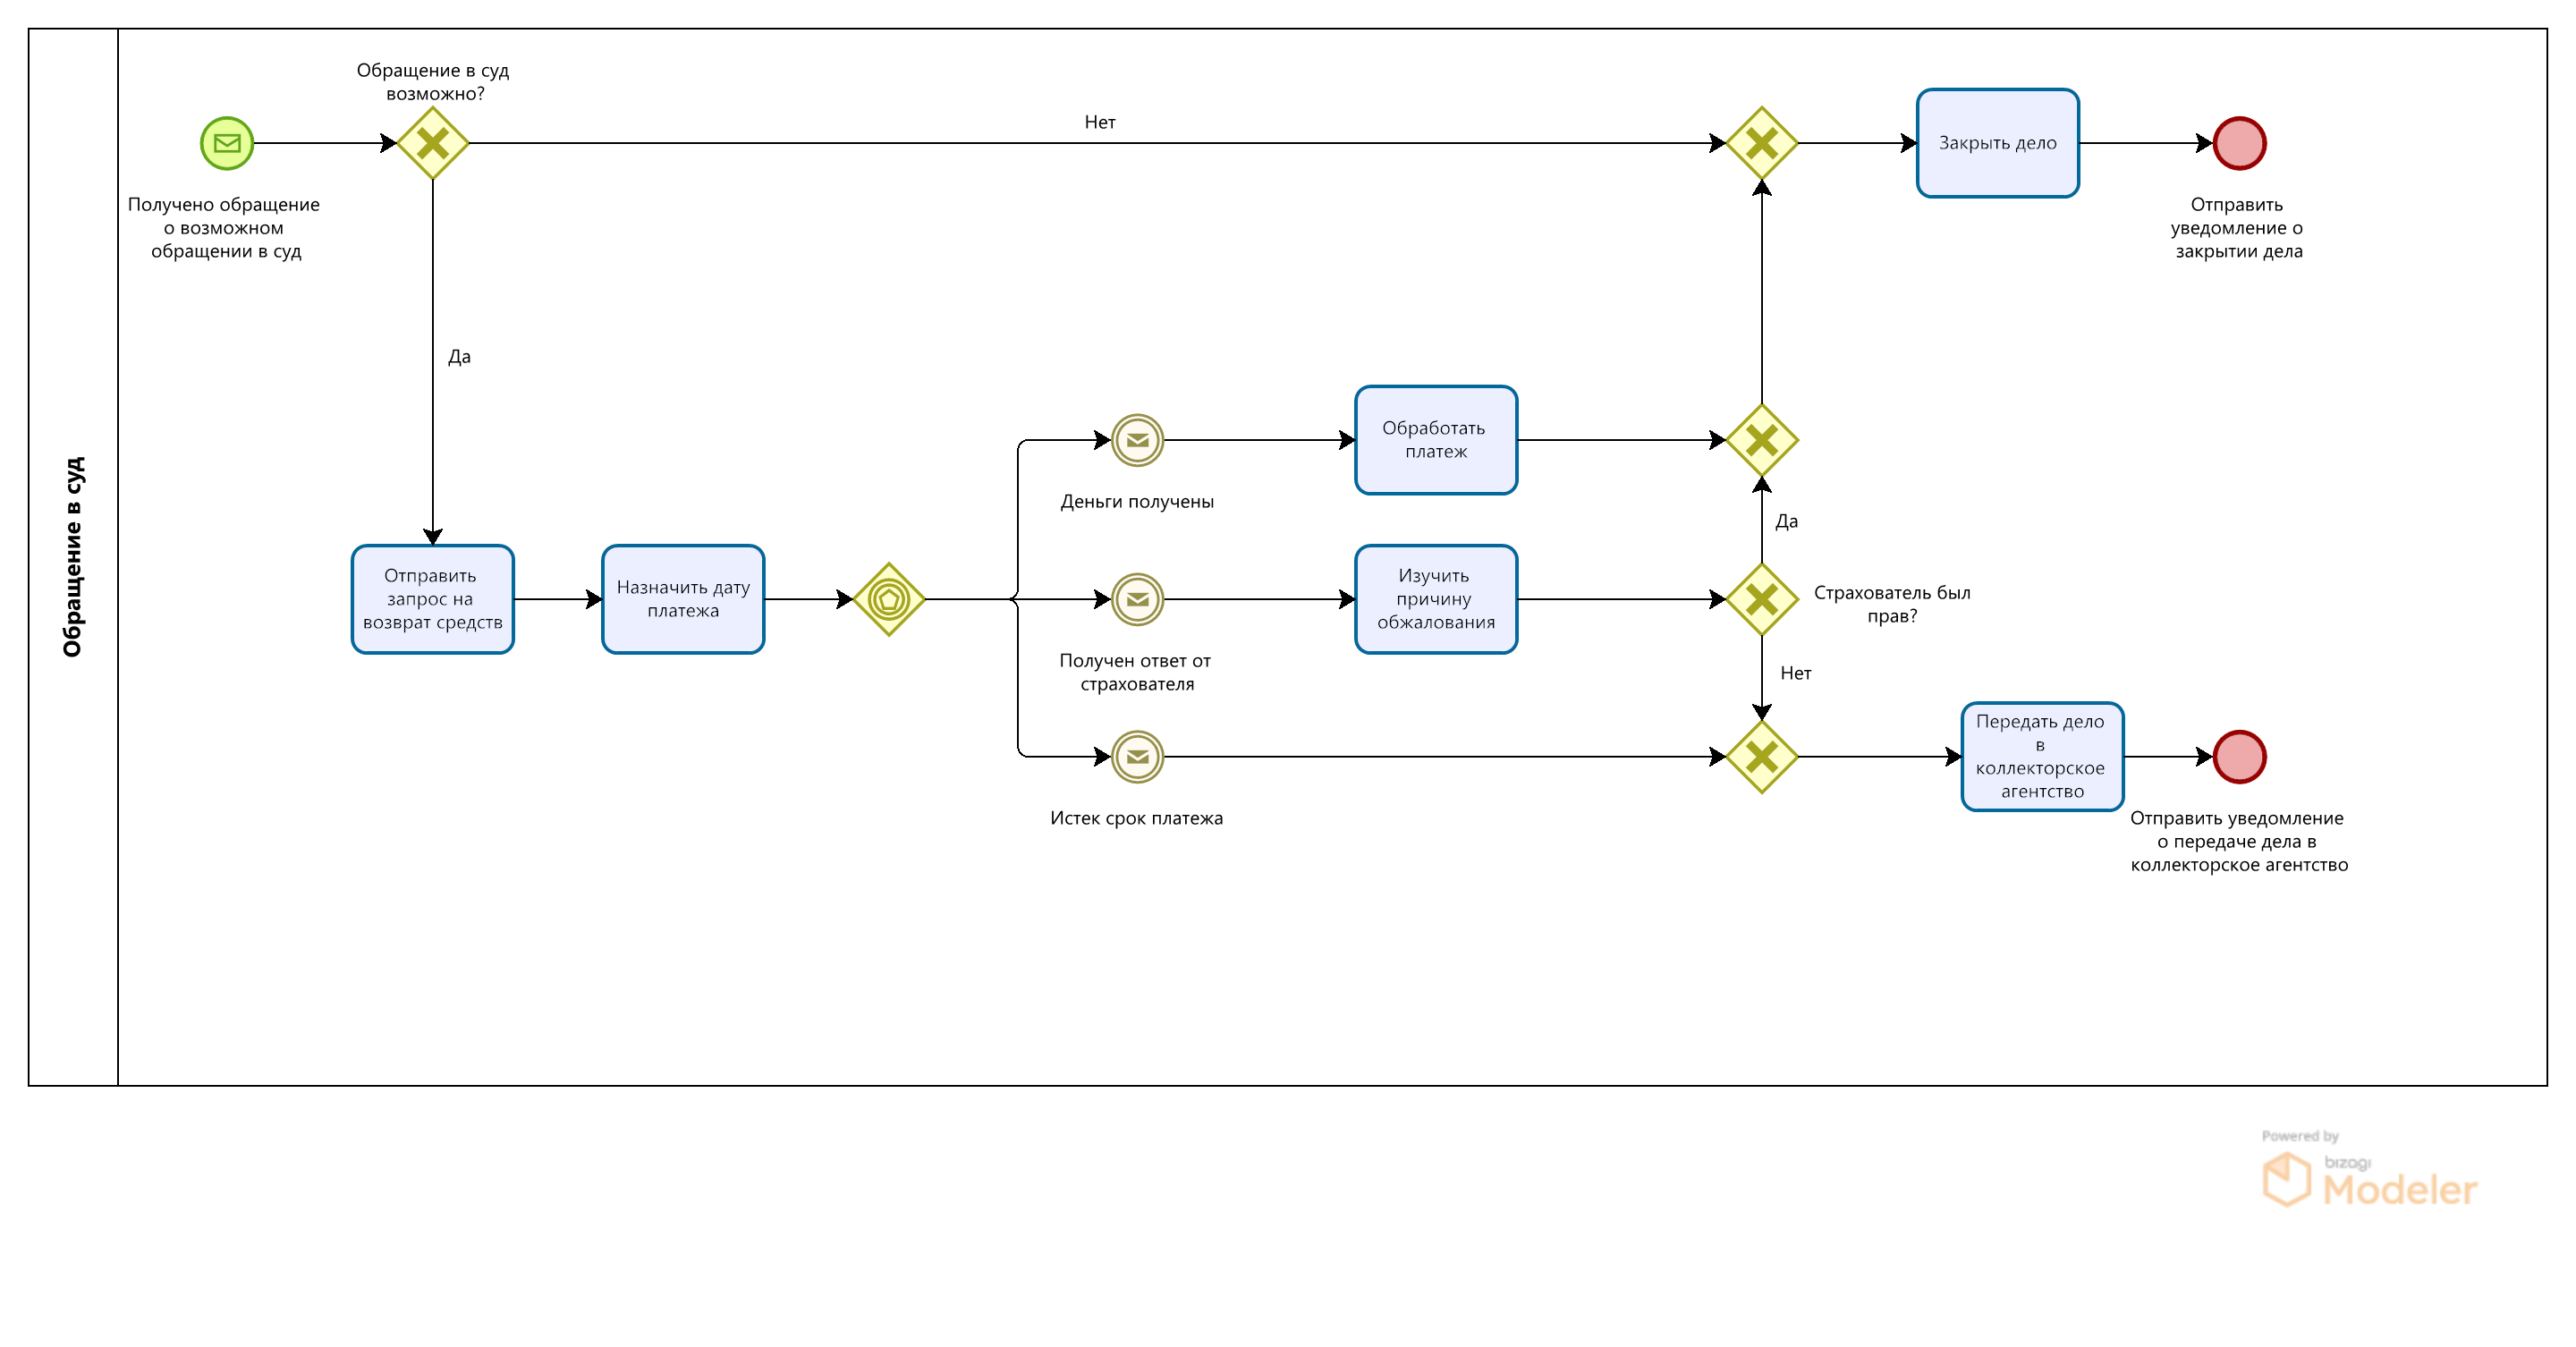 Обращение в суд
Обращение в суд
возможно?
Нет
Закрыть дело
Получено обращение
о возможном
обращении в суд
Отправить
уведомление о
закрытии дела
Да
Обработать
платеж
Деньги получены
Да
Отправить
запрос на
возврат средств
Назначить дату
платежа
Изучить
причину
обжалования
Страхователь был
прав?
Получен ответ от
страхователя
Нет
Передать дело
в
коллекторское
агентство
Истек срок платежа
Отправить уведомление
о передаче дела в
коллекторское агентство
Powered by
bizagi
Modeler